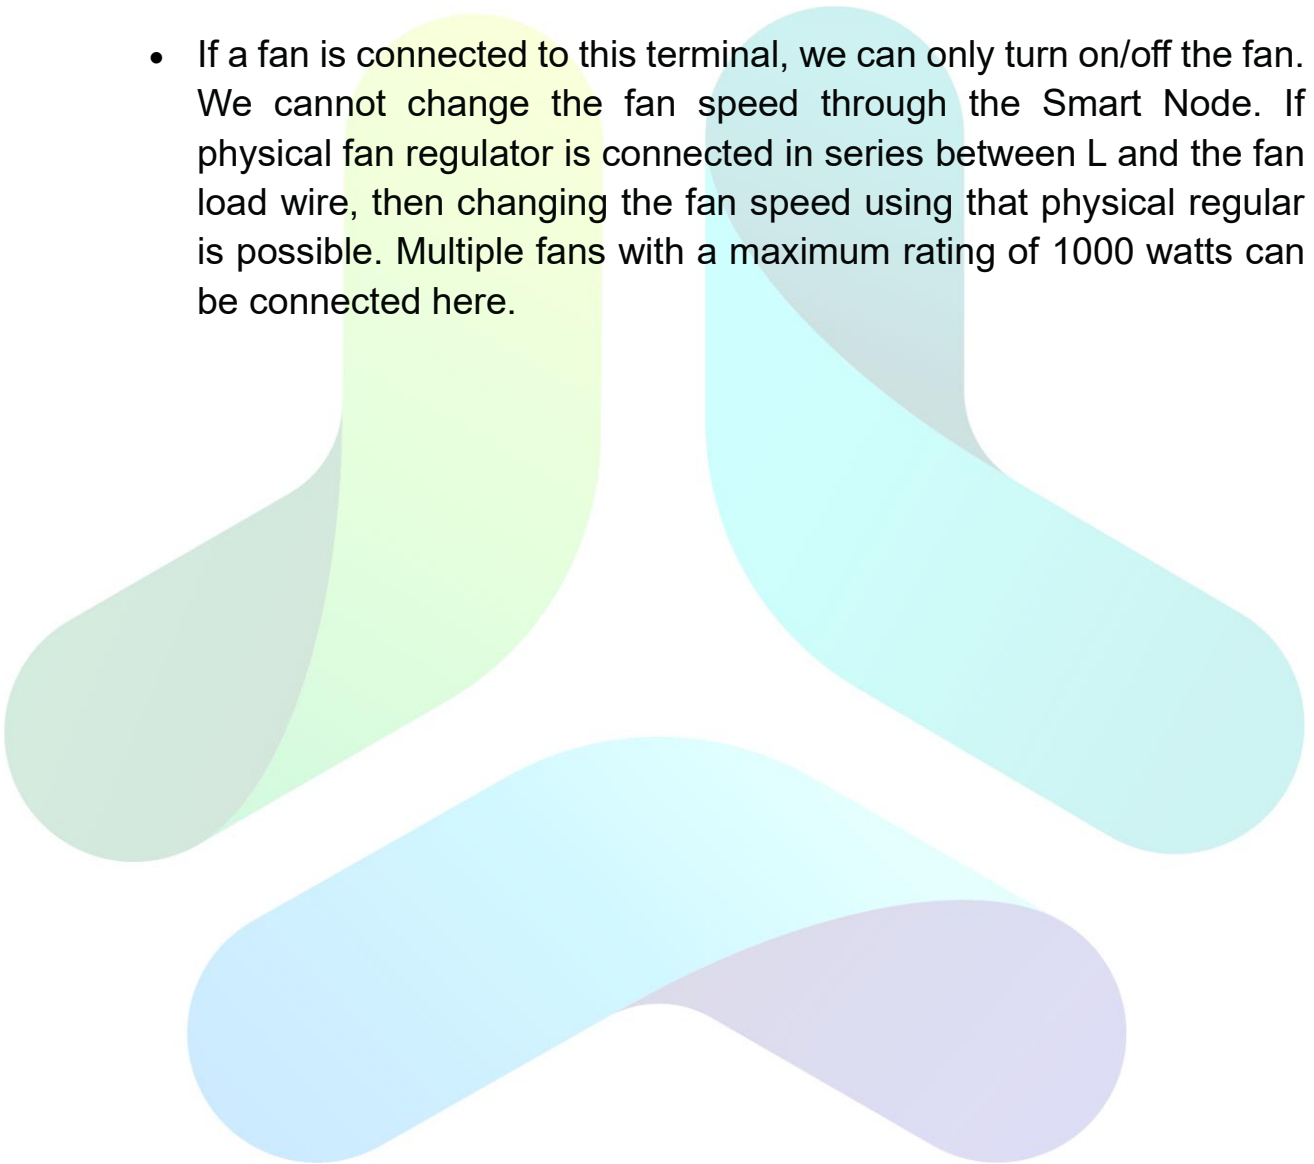 • If a fan is connected to this terminal, we can only turn on/off the fan.
We cannot change the fan speed through the Smart Node. If
physical fan regulator is connected in series between L and the fan
load wire, then changing the fan speed using that physical regular
is possible. Multiple fans with a maximum rating of 1000 watts can
be connected here.